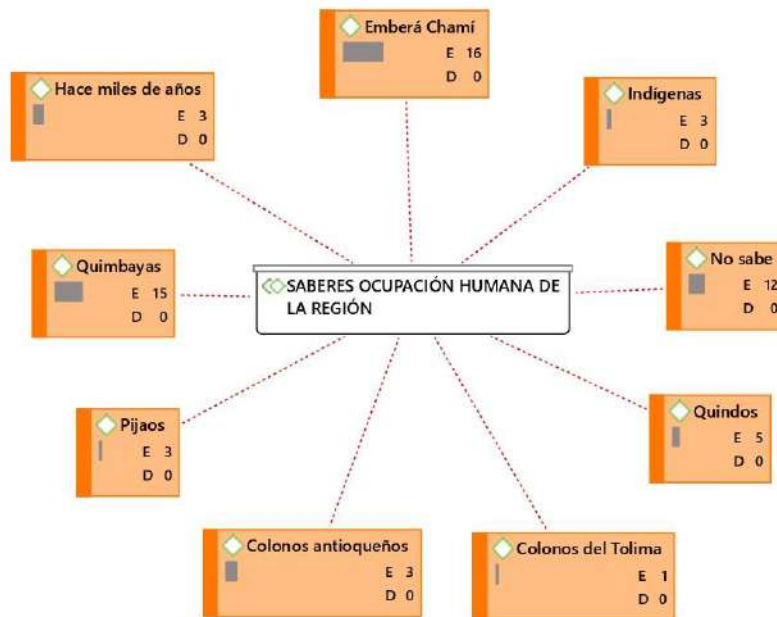 Emberá Chamí
E 16
D 0
Hace miles de años
E 3
D 0
Indígenas
E 3
D 0
Quimbayas
E 15
D 0
SABERES OCUPACIÓN HUMANA DE
LA REGIÓN
No sabe
E 12
D 0
Pijaos
E 3
D 0
Quindos
E 5
D 0
Colonos antioqueños
E 3
D 0
Colonos del Tolima
E 1
D 0